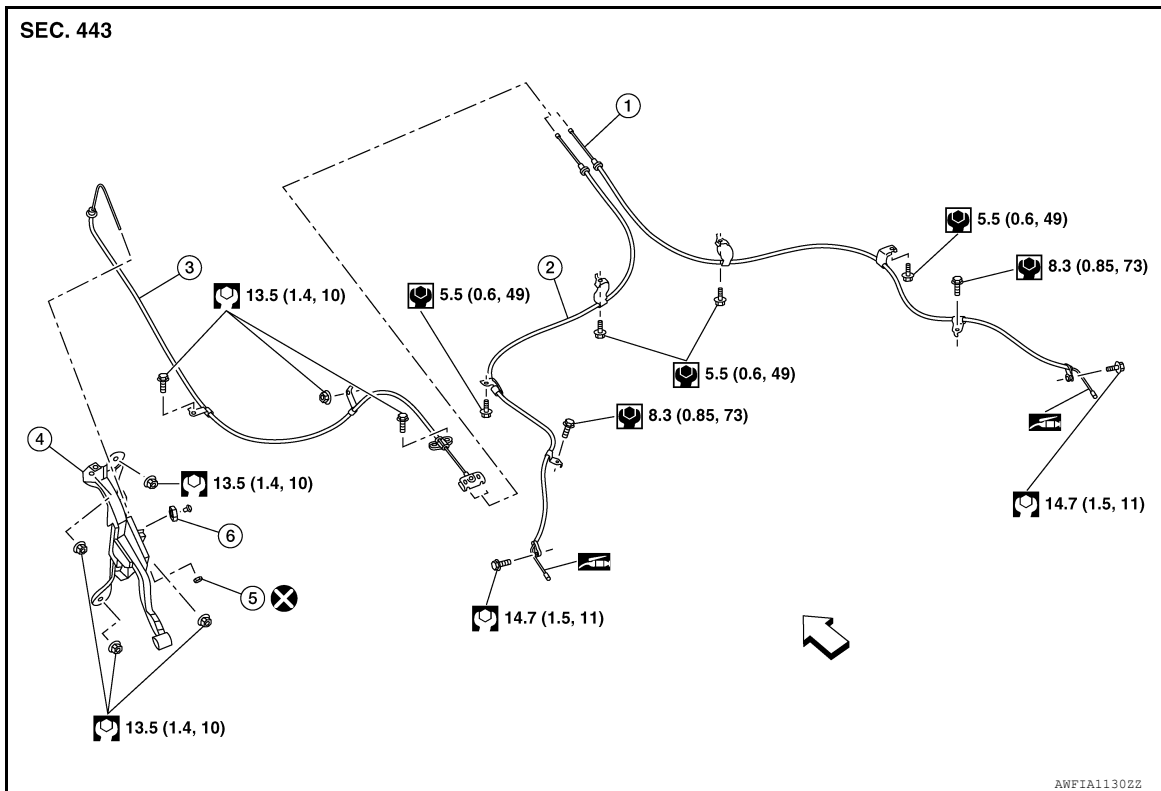 SEC. 443
1
5.5 (0.6, 49)
8.3 (0.85, 73)
3
2
13.5 (1.4, 10)
5.5 (0.6, 49)
5.5 (0.6, 49)
8.3 (0.85, 73)
4
13.5 (1.4, 10)
14.7 (1.5, 11)
6
5
14.7 (1.5, 11)
13.5 (1.4, 10)
AWFIA1130ZZ